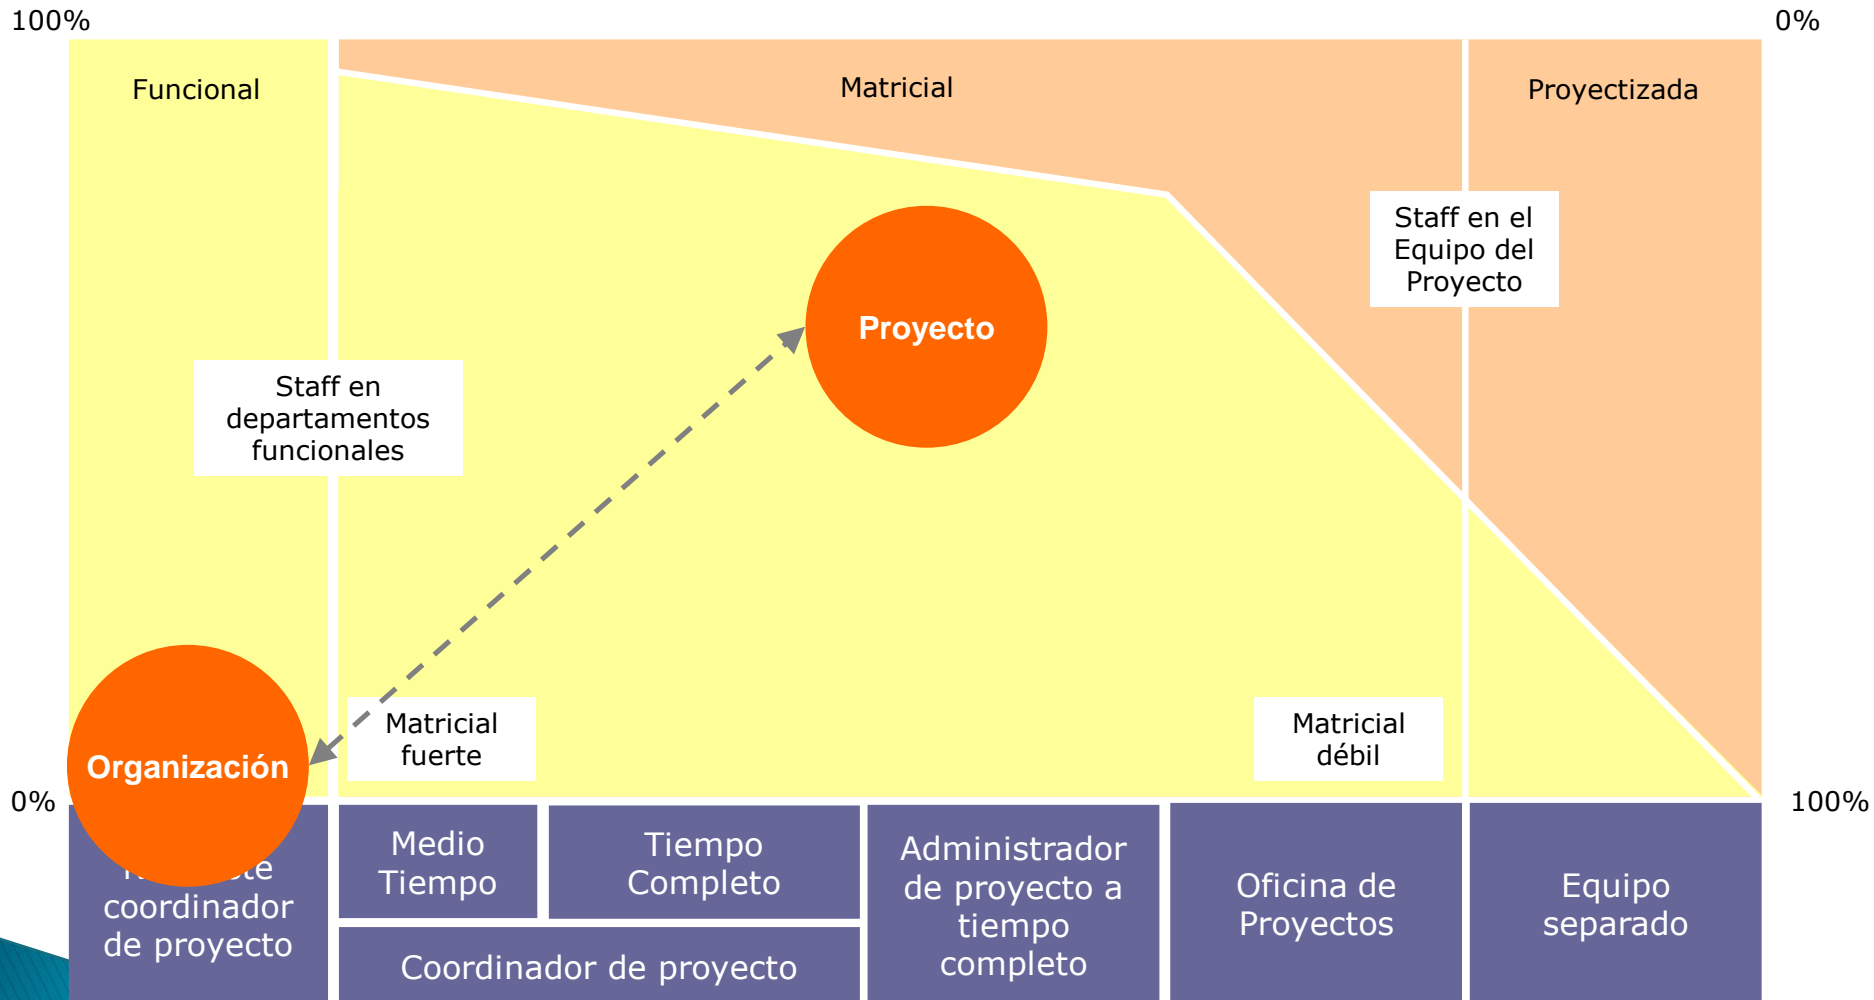 100%
0%
Funcional
Matricial
Proyectizada
Staff en el
Equipo del
Proyecto
Proyecto
Staff en
departamentos
funcionales
Matricial
fuerte
Matricial
débil
Organización
0%
100%
coordinador
de proyecto
Medio
Tiempo
Tiempo
Completo
Coordinador de proyecto
Administrador
de proyecto a
tiempo
completo
Oficina de
Proyectos
Equipo
separado